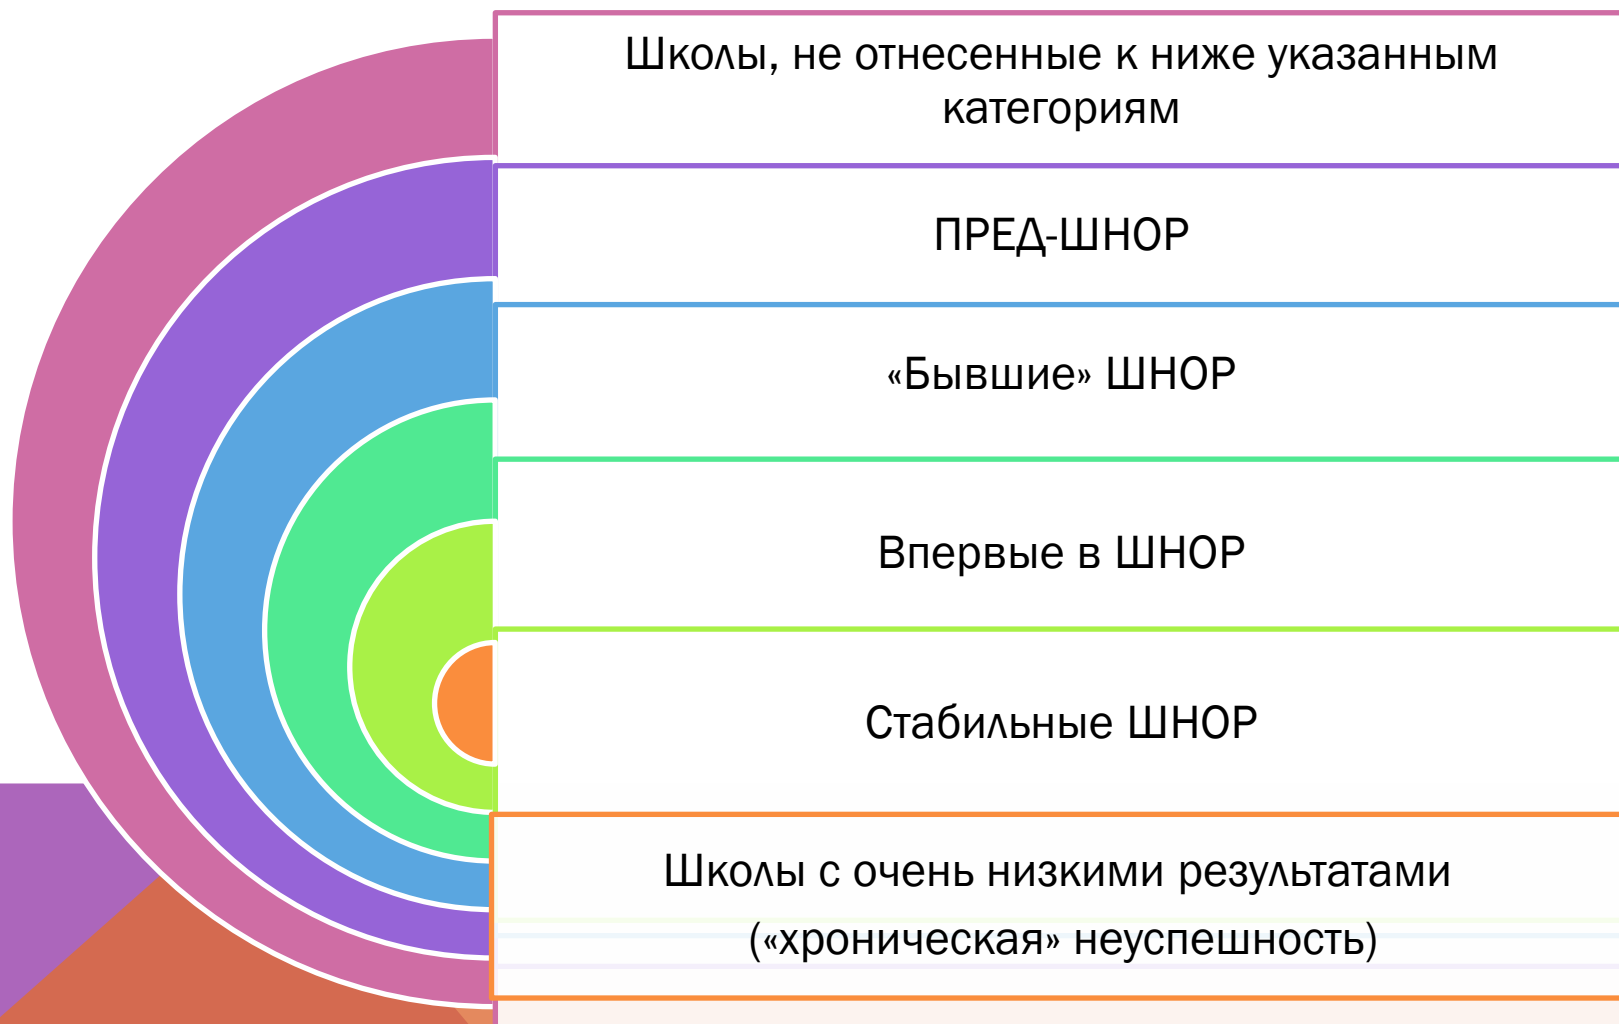 Школы, не отнесенные к ниже указанным
категориям
ПРЕД-ШНОР
«Бывшие» ШНОР
Впервые в ШНОР
Стабильные ШНОР
Школы с очень низкими результатами
(«хроническая» неуспешность)